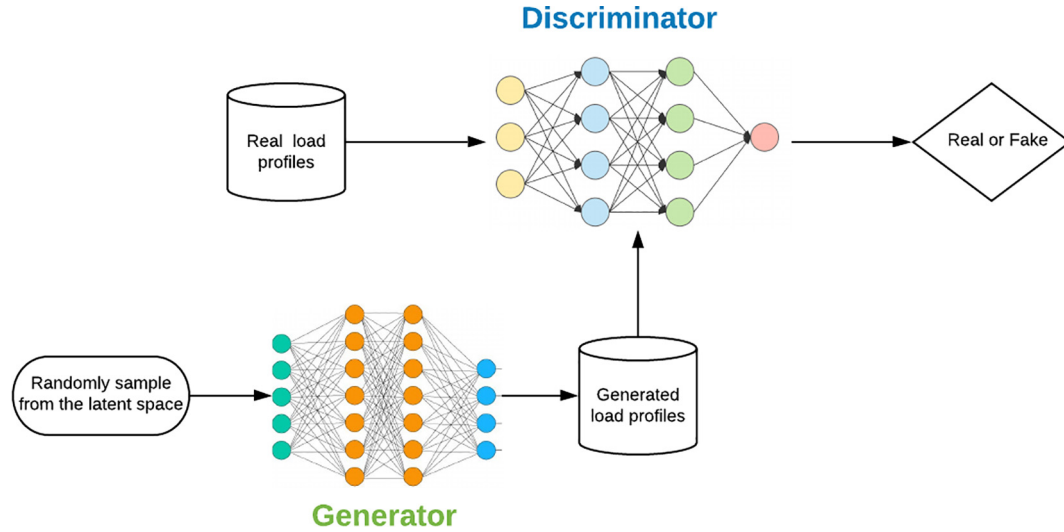 Discriminator
Real load
profiles
Real or Fake
Randomly sample
from the latent space
Generated
load profiles
Generator